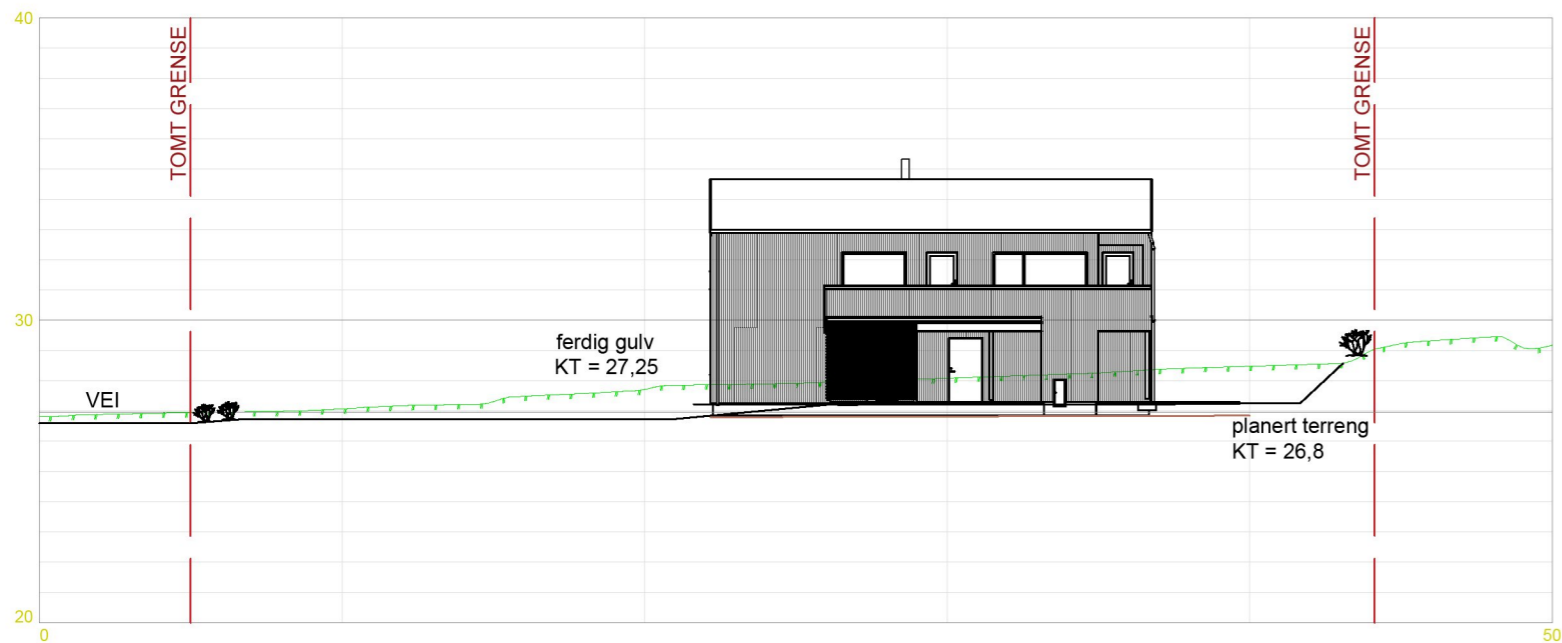 40
TOMT GRENSE
TOMT GRENSE
30
ferdig gulv
KT = 27,25
VEI
planert terreng
KT = 26,8
20
0
50